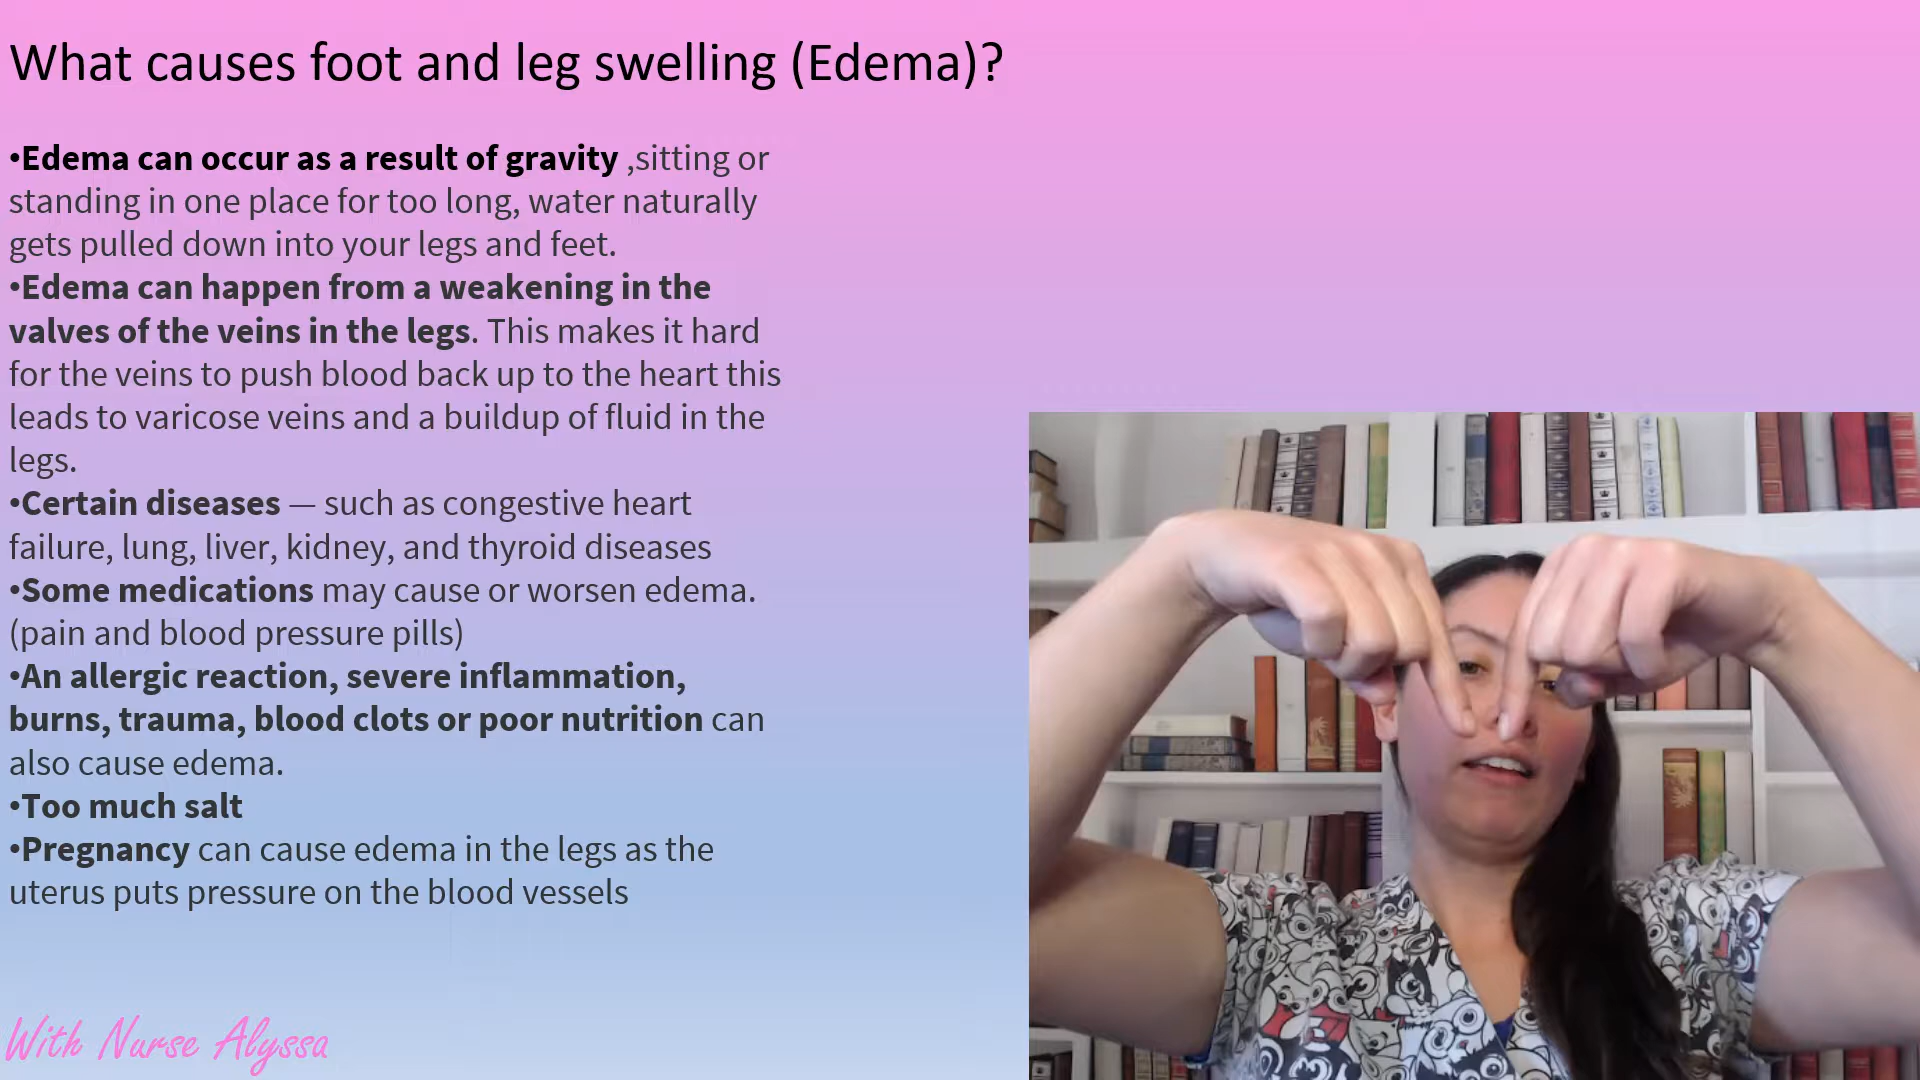 What causes foot and leg swelling (Edema)?
•Edema can occur as a result of gravity ,sitting or
standing in one place for too long, water naturally
gets pulled down into your legs and feet.
•Edema can happen from a weakening in the
valves of the veins in the legs. This makes it hard
for the veins to push blood back up to the heart this
leads to varicose veins and a buildup of fluid in the
legs.
•Certain diseases — such as congestive heart
failure, lung, liver, kidney, and thyroid diseases
•Some medications may cause or worsen edema.
(pain and blood pressure pills)
•An allergic reaction, severe inflammation,
burns, trauma, blood clots or poor nutrition can
also cause edema.
•Too much salt
•Pregnancy can cause edema in the legs as the
uterus puts pressure on the blood vessels
With Nurse Alyssa